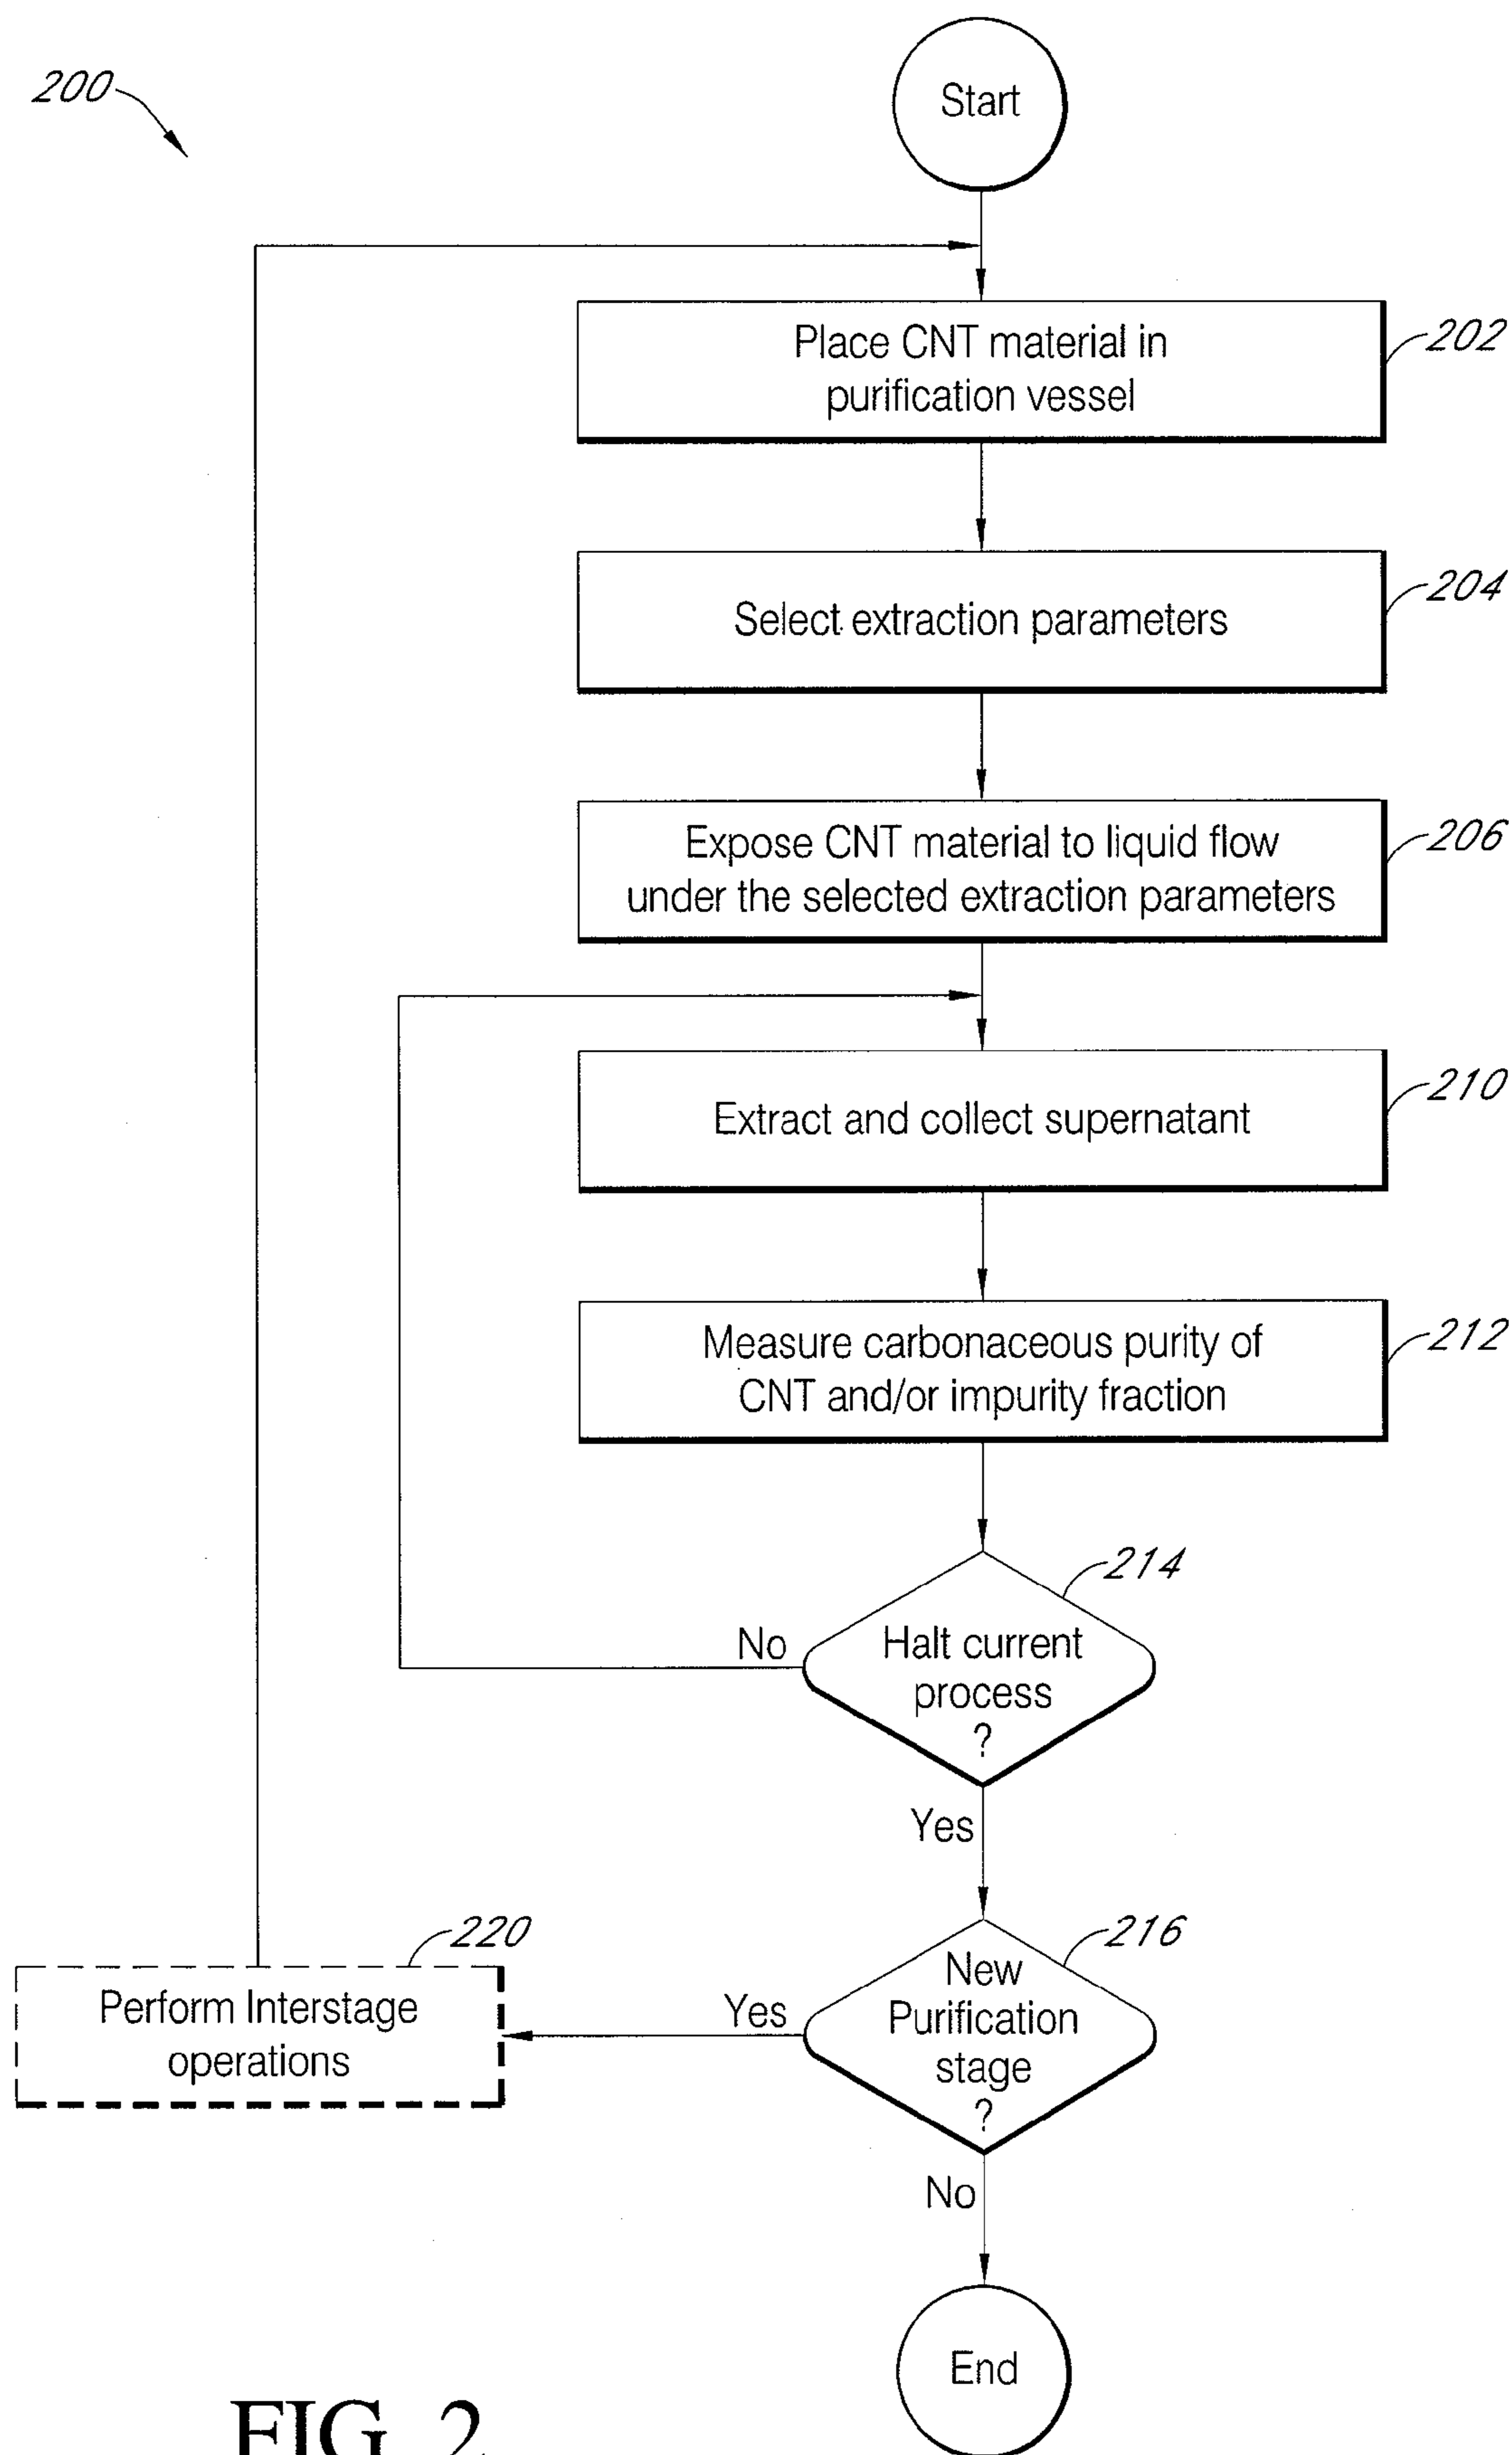 200
Start
Place CNT material in
purification vessel
202
Select extraction parameters
204
Expose CNT material to liquid flow
under the selected extraction parameters
206
Extract and collect supernatant
210
Measure carbonaceous purity of
CNT and/or impurity fraction
212
214
Halt current
process
?
No
Yes
216
New
Purification
stage
?
Yes
220
Perform Interstage
operations
No
End
FIG. 2